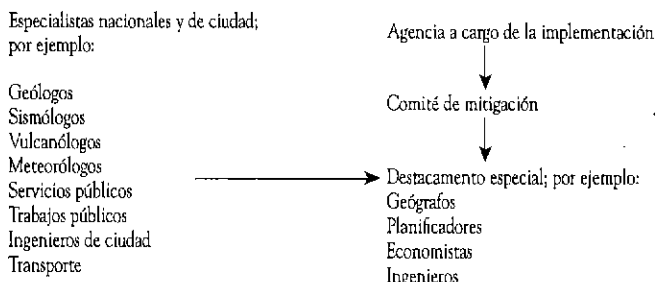 Especialistas nacionales y de ciudad;
por ejemplo:
Geólogos
Sismólogos
Vulcanólogos
Meteorólogos
Servicios públicos
Trabajos públicos
Ingenieros de ciudad
Transporte
Agencia a cargo de la implementación
Comité de mitigación
Destacamento especial; por ejemplo:
Geógrafos
Planificadores
Economistas
Ingenieros